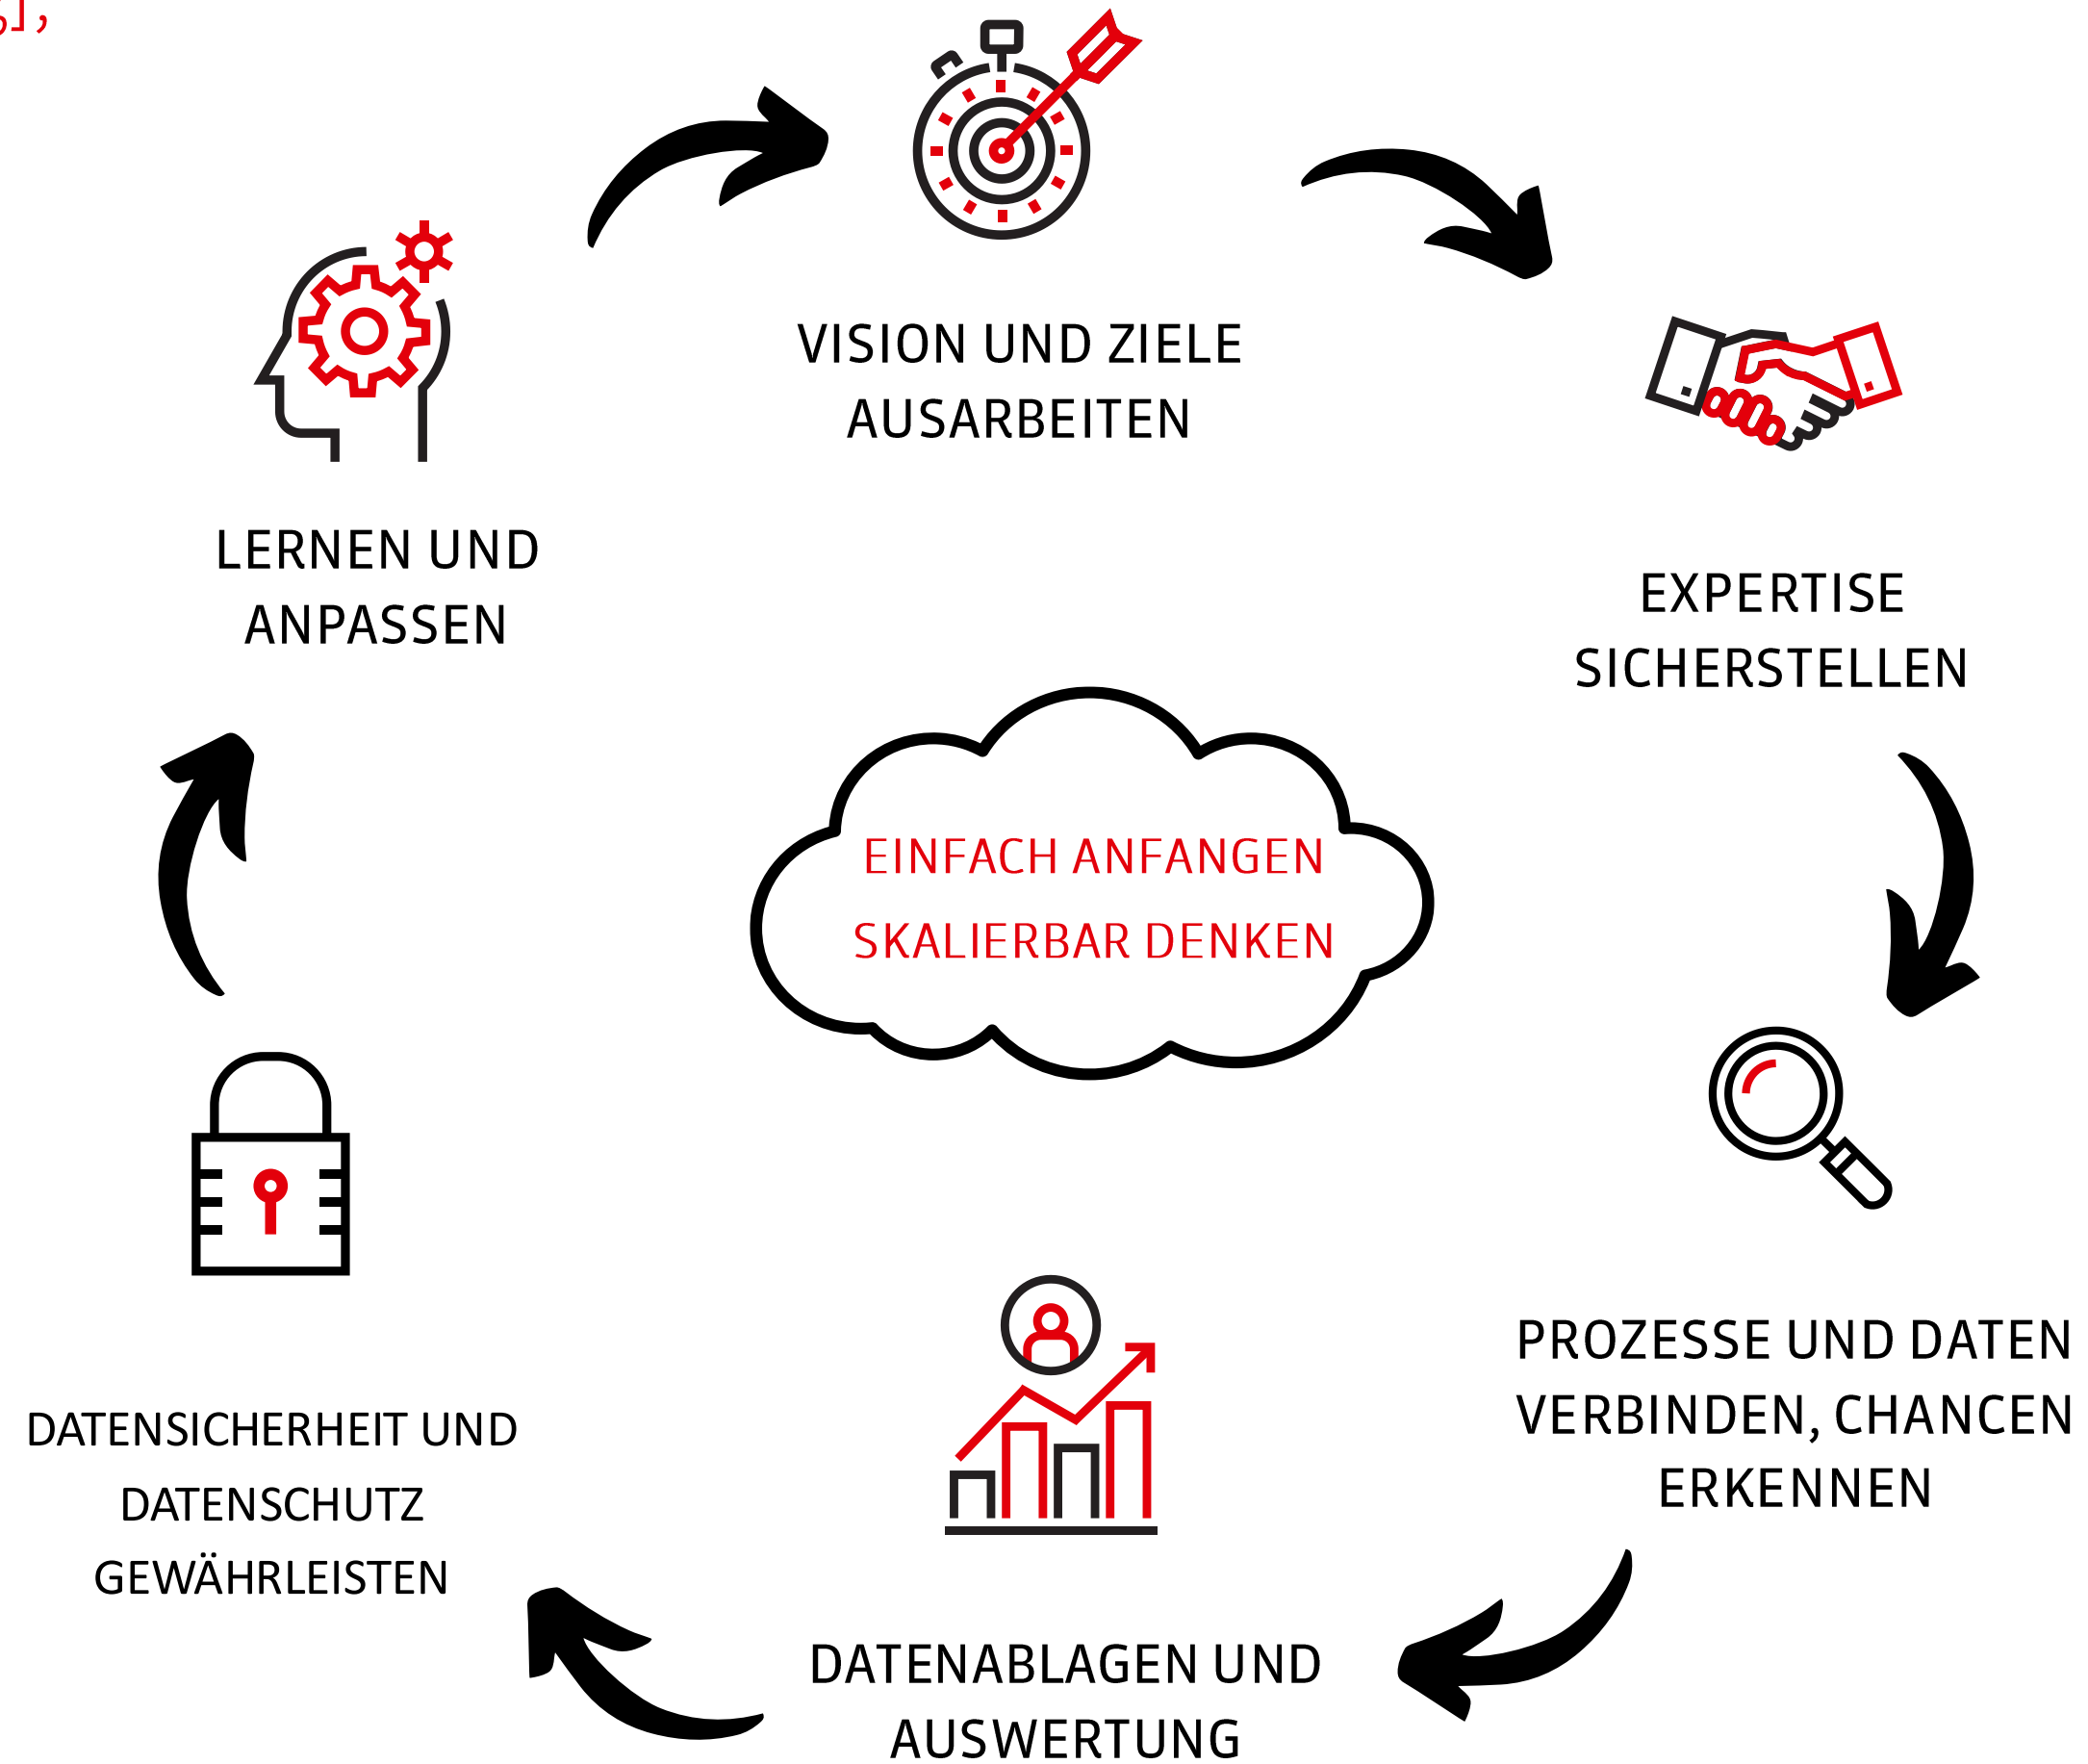 VISION UND ZIELE
AUSARBEITEN
EXPERTISE
SICHERSTELLEN
PROZESSE UND DATEN
VERBINDEN, CHANCEN
ERKENNEN
DATENABLAGEN UND
AUSWERTUNG
DATENSICHERHEIT UND
DATENSCHUTZ
GEWÄHRLEISTEN
LERNEN UND
ANPASSEN
EINFACH ANFANGEN
SKALIERBAR DENKEN